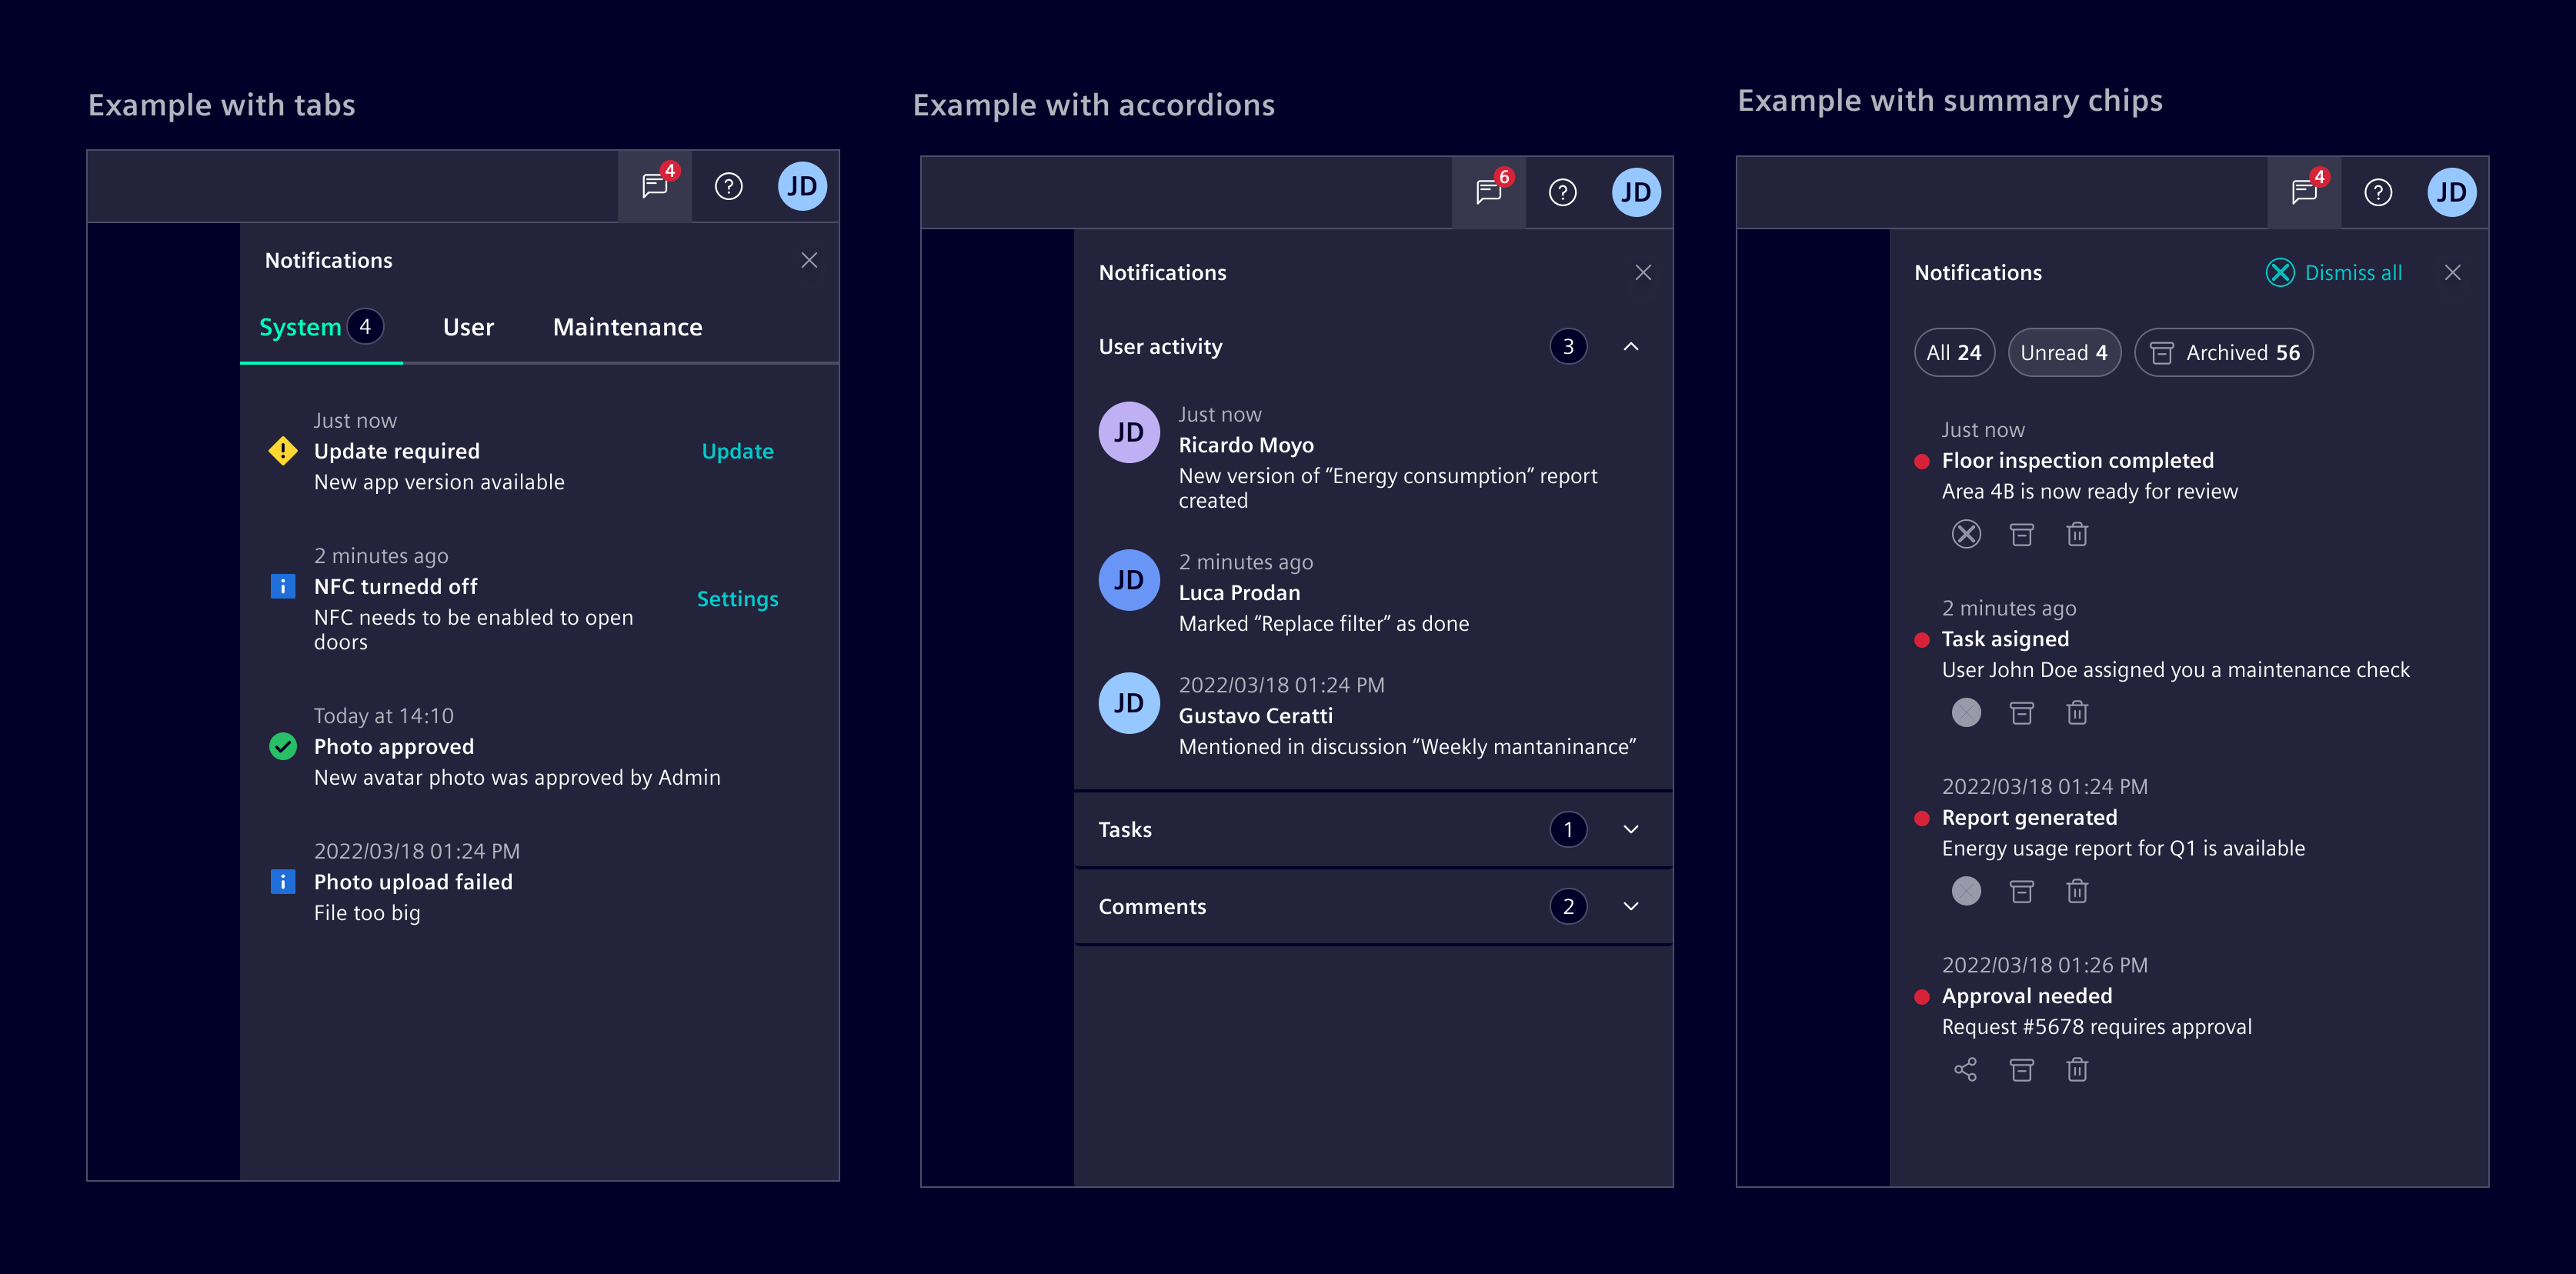 Example with tabs
4
JD
Notifications
System 4 User Maintenance
Just now
Update required
New app version available
Update
2 minutes ago
NFC turnedd off
NFC needs to be enabled to open
doors
Settings
Today at 14:10
Photo approved
New avatar photo was approved by Admin
2022/03/18 01:24 PM
Photo upload failed
File too big
Example with accordions
6
JD
Notifications
User activity 3
JD
Just now
Ricardo Moyo
New version of “Energy consumption” report
created
JD
2 minutes ago
Luca Prodan
Marked “Replace filter” as done
JD
2022/03/18 01:24 PM
Gustavo Ceratti
Mentioned in discussion “Weekly mantaninance”
Tasks 1
Comments 2
Example with summary chips
4
JD
Notifications Dismiss all
All 24 Unread 4 Archived 56
Just now
Floor inspection completed
Area 4B is now ready for review
2 minutes ago
Task asigned
User John Doe assigned you a maintenance check
2022/03/18 01:24 PM
Report generated
Energy usage report for Q1 is available
2022/03/18 01:26 PM
Approval needed
Request #5678 requires approval